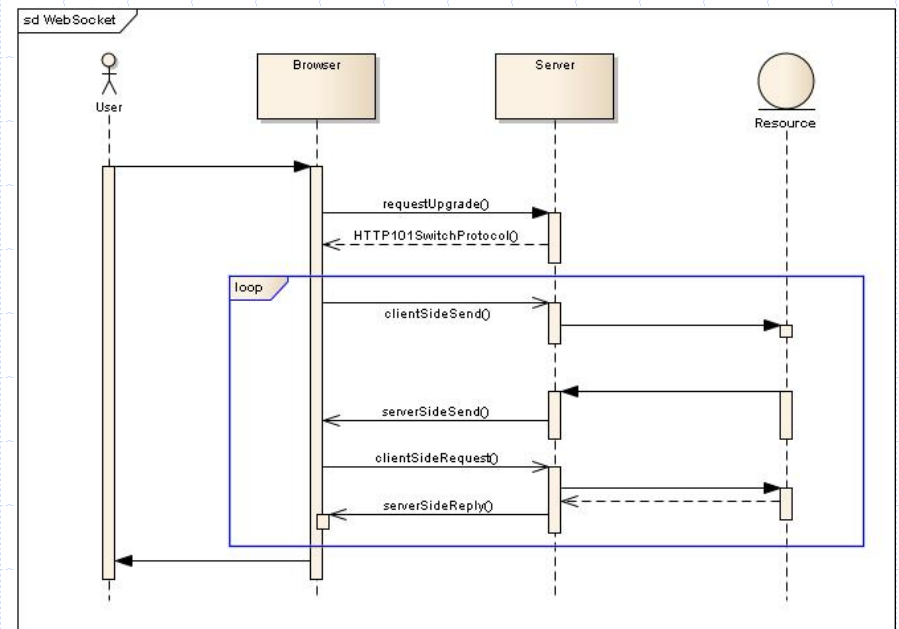 sd WebSocket
User
Browser
Server
Resource
requestUpgrade()
HTTP101SwitchProtocol()
loop
clientSideSend()
serverSideSend()
clientSideRequest()
serverSideReply()